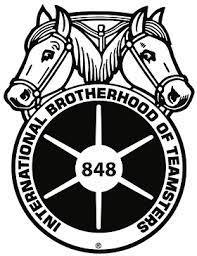 INTERNATIONAL BROTHERHOOD OF TEAMSTERS
848
®